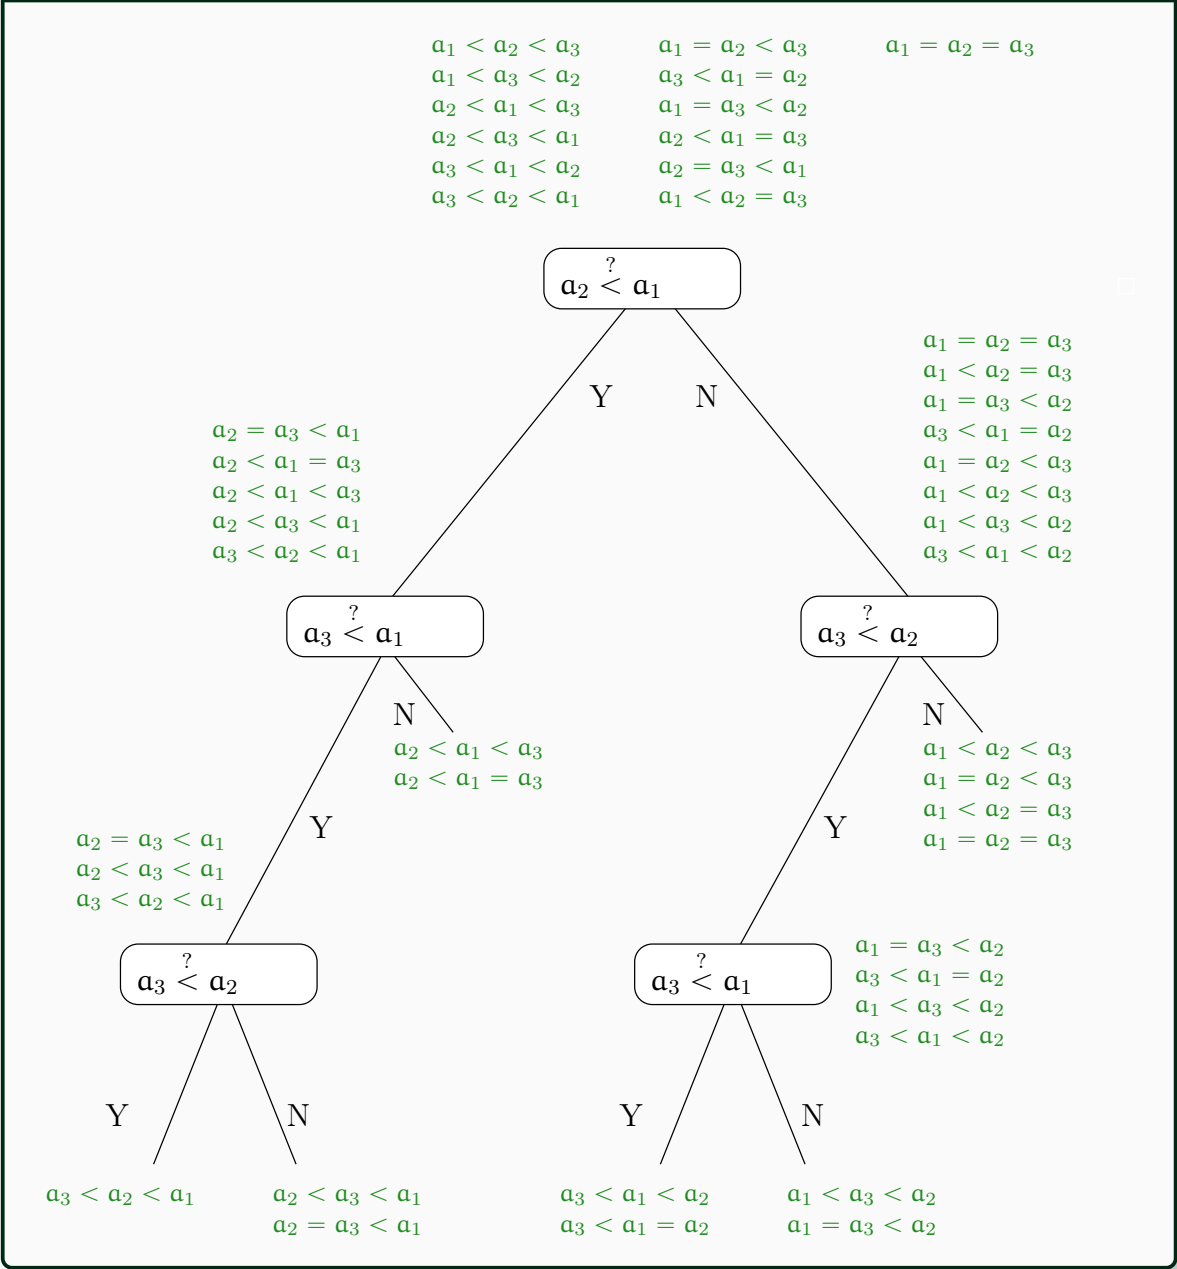 a₁ < a₂ < a₃ a₁ = a₂ < a₃ a₁ = a₂ = a₃
a₁ < a₃ < a₂ a₃ < a₁ = a₂
a₂ < a₁ < a₃ a₁ = a₃ < a₂
a₂ < a₃ < a₁ a₂ < a₁ = a₃
a₃ < a₁ < a₂ a₂ = a₃ < a₁
a₃ < a₂ < a₁ a₁ < a₂ = a₃
?
a₂ < a₁
Y N
a₂ = a₃ < a₁
a₂ < a₁ = a₃
a₂ < a₁ < a₃
a₂ < a₃ < a₁
a₃ < a₂ < a₁
a₁ = a₂ = a₃
a₁ < a₂ = a₃
a₁ = a₃ < a₂
a₃ < a₁ = a₂
a₁ = a₂ < a₃
a₁ < a₂ < a₃
a₁ < a₃ < a₂
a₃ < a₁ < a₂
?
a₃ < a₁
?
a₃ < a₂
N
a₂ < a₁ < a₃
a₂ < a₁ = a₃
N
a₁ < a₂ < a₃
a₁ = a₂ < a₃
a₁ < a₂ = a₃
a₁ = a₂ = a₃
Y
Y
a₂ = a₃ < a₁
a₂ < a₃ < a₁
a₃ < a₂ < a₁
?
a₃ < a₂
?
a₃ < a₁
a₁ = a₃ < a₂
a₃ < a₁ = a₂
a₁ < a₃ < a₂
a₃ < a₁ < a₂
Y N
Y N
a₃ < a₂ < a₁
a₂ < a₃ < a₁
a₂ = a₃ < a₁
a₃ < a₁ < a₂
a₃ < a₁ = a₂
a₁ < a₃ < a₂
a₁ = a₃ < a₂